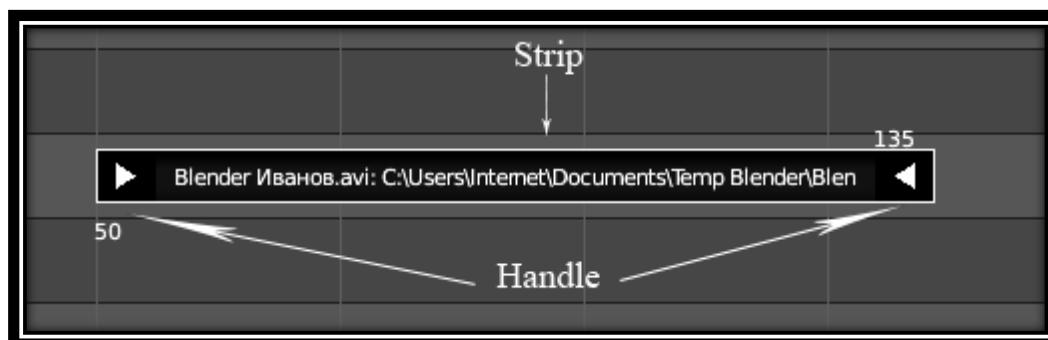 Strip
135
Blender Иванов.avi: C:\Users\Internet\Documents\Temp Blender\Blen
50
Handle